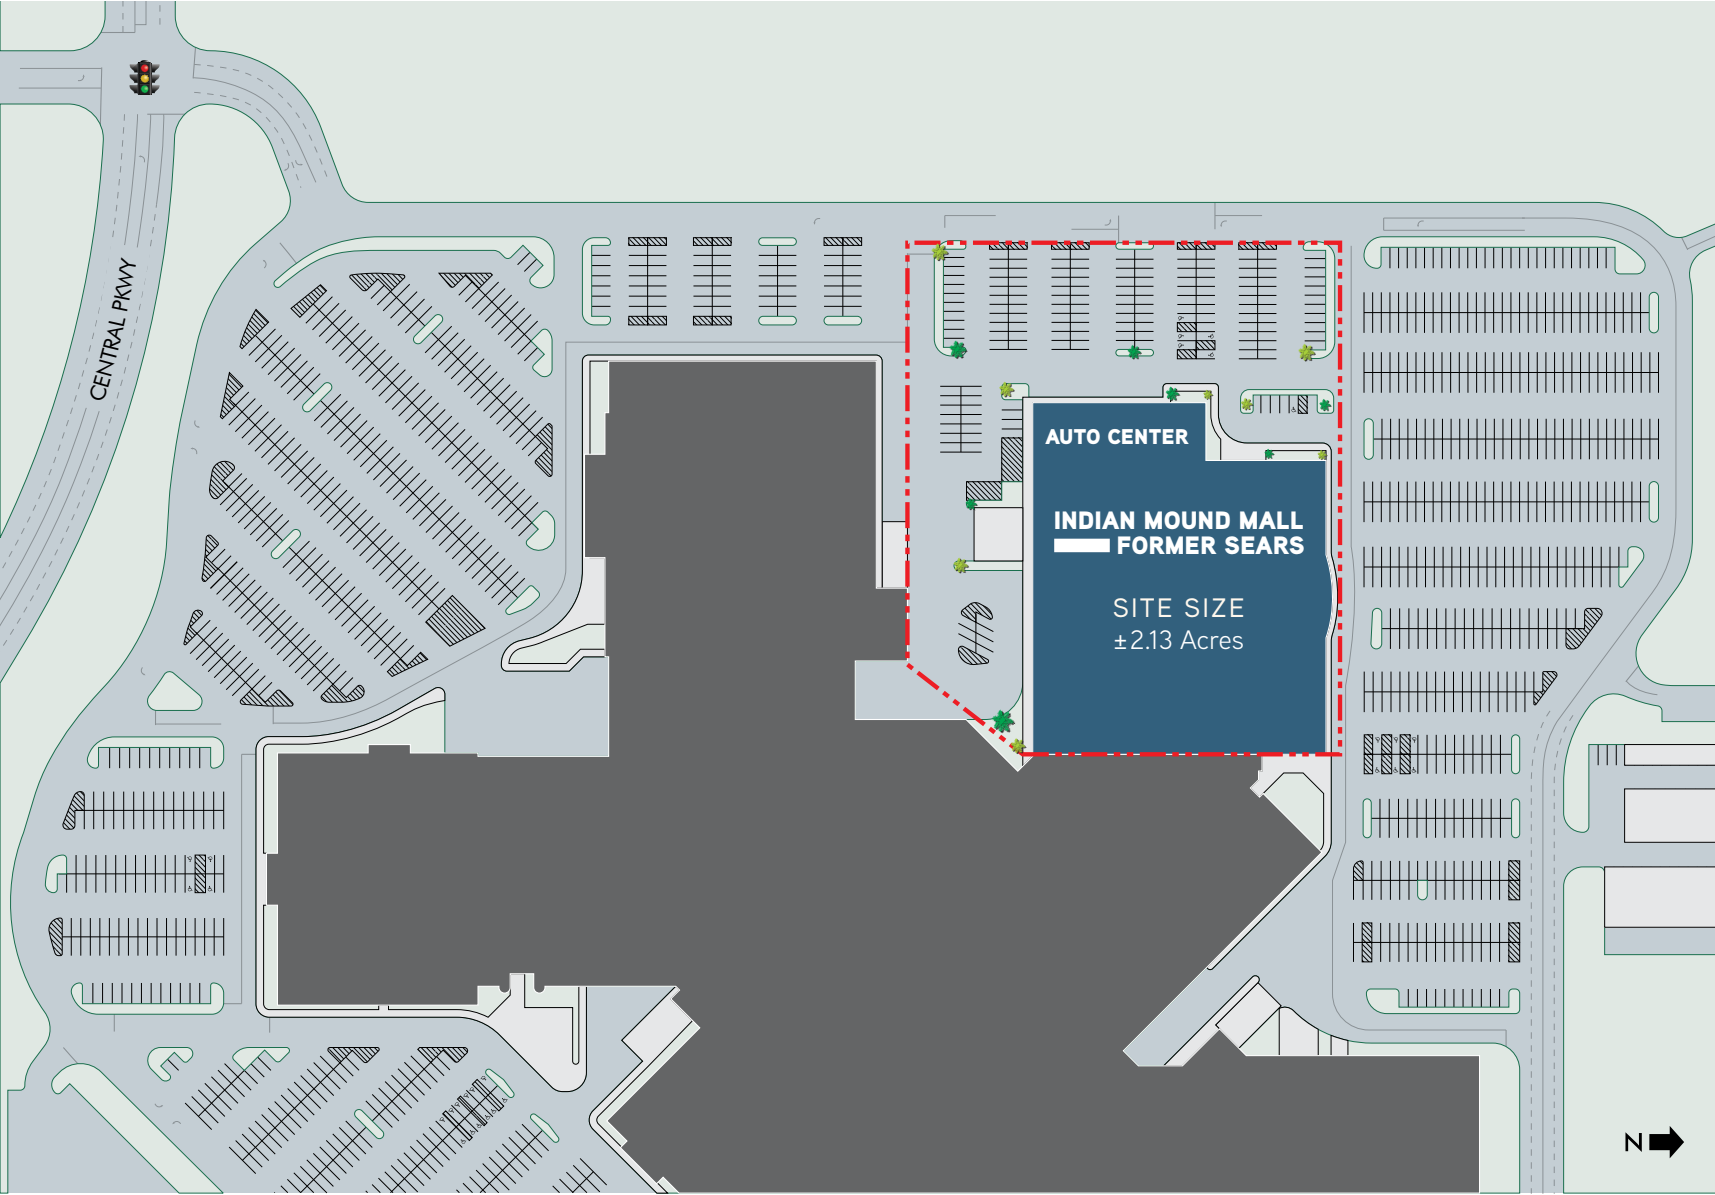 CENTRAL PKWY
AUTO CENTER
INDIAN MOUND MALL
FORMER SEARS
SITE SIZE
±2.13 Acres
N